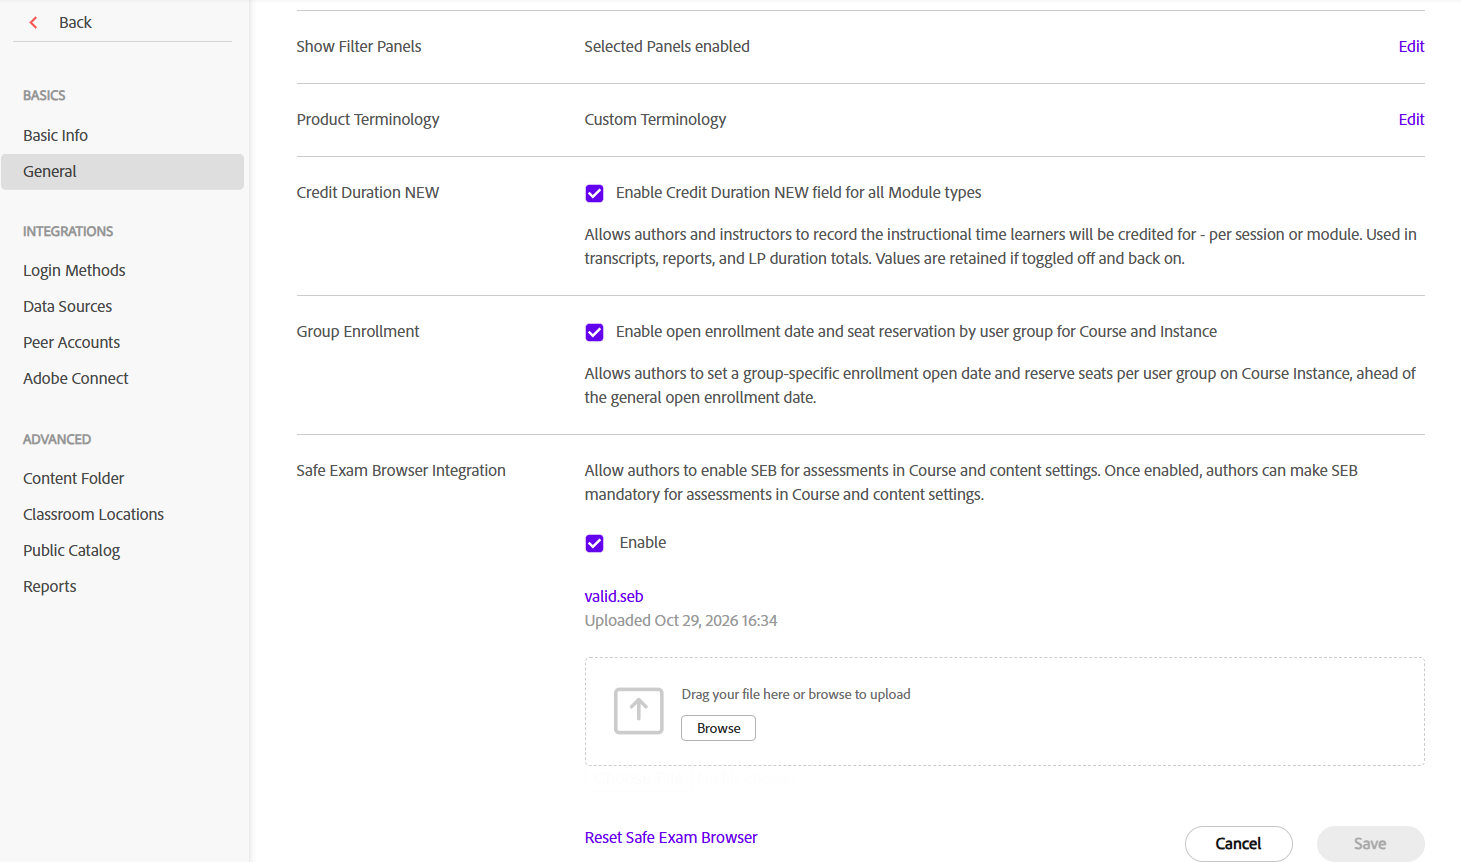 Back
BASICS
Basic Info
General
INTEGRATIONS
Login Methods
Data Sources
Peer Accounts
Adobe Connect
ADVANCED
Content Folder
Classroom Locations
Public Catalog
Reports
Show Filter Panels
Selected Panels enabled
Edit
Product Terminology
Custom Terminology
Edit
Credit Duration NEW
Enable Credit Duration NEW field for all Module types
Allows authors and instructors to record the instructional time learners will be credited for - per session or module. Used in
transcripts, reports, and LP duration totals. Values are retained if toggled off and back on.
Group Enrollment
Enable open enrollment date and seat reservation by user group for Course and Instance
Allows authors to set a group-specific enrollment open date and reserve seats per user group on Course Instance, ahead of
the general open enrollment date.
Safe Exam Browser Integration
Allow authors to enable SEB for assessments in Course and content settings. Once enabled, authors can make SEB
mandatory for assessments in Course and content settings.
Enable
valid.seb
Uploaded Oct 29, 2026 16:34
Drag your file here or browse to upload
Browse
Reset Safe Exam Browser
Cancel
Save